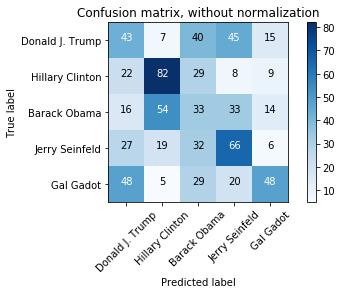 Confusion matrix, without normalization
True label
Donald J. Trump 43 7 40 45 15
Hillary Clinton 22 82 29 8 9
Barack Obama 16 54 33 33 14
Jerry Seinfeld 27 19 32 66 6
Gal Gadot 48 5 29 20 48
Donald J. Trump
Hillary Clinton
Barack Obama
Jerry Seinfeld
Gal Gadot
Predicted label
80
70
60
50
40
30
20
10